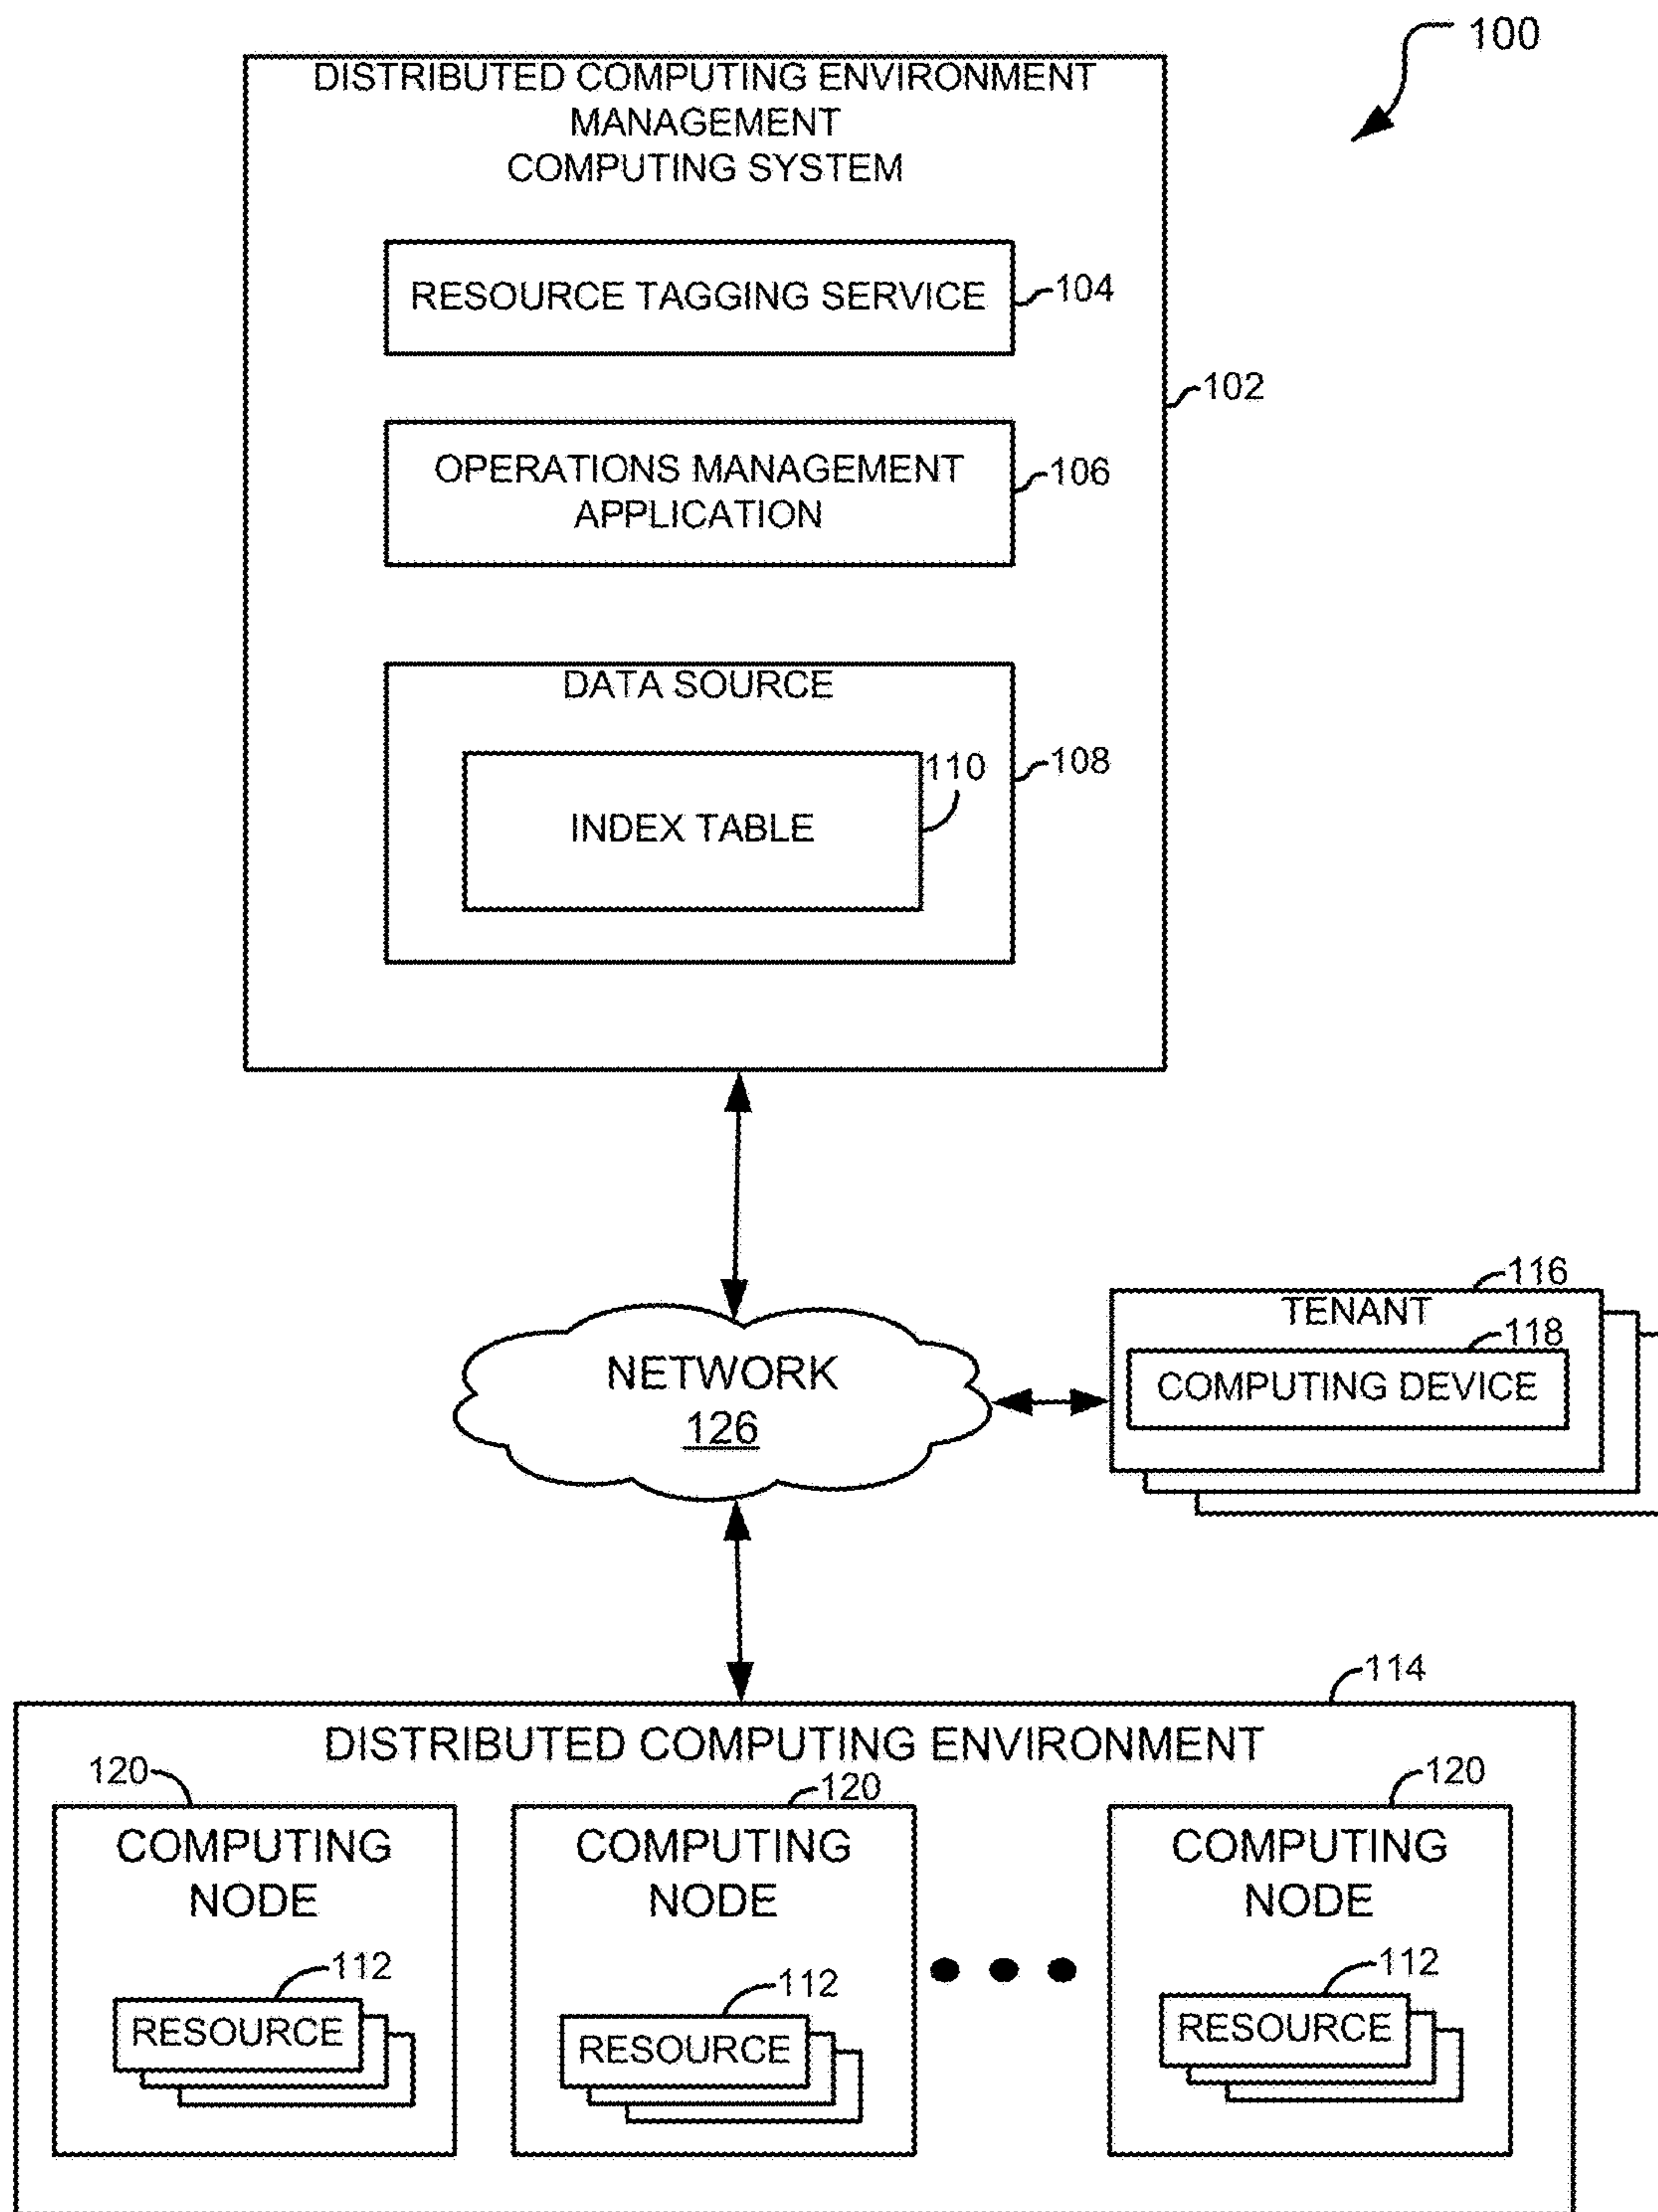 100
DISTRIBUTED COMPUTING ENVIRONMENT
MANAGEMENT
COMPUTING SYSTEM
RESOURCE TAGGING SERVICE
104
102
OPERATIONS MANAGEMENT
APPLICATION
106
DATA SOURCE
108
110
INDEX TABLE
116
TENANT
118
COMPUTING DEVICE
NETWORK
126
114
DISTRIBUTED COMPUTING ENVIRONMENT
120
COMPUTING
NODE
112
RESOURCE
120
COMPUTING
NODE
112
RESOURCE
120
COMPUTING
NODE
112
RESOURCE